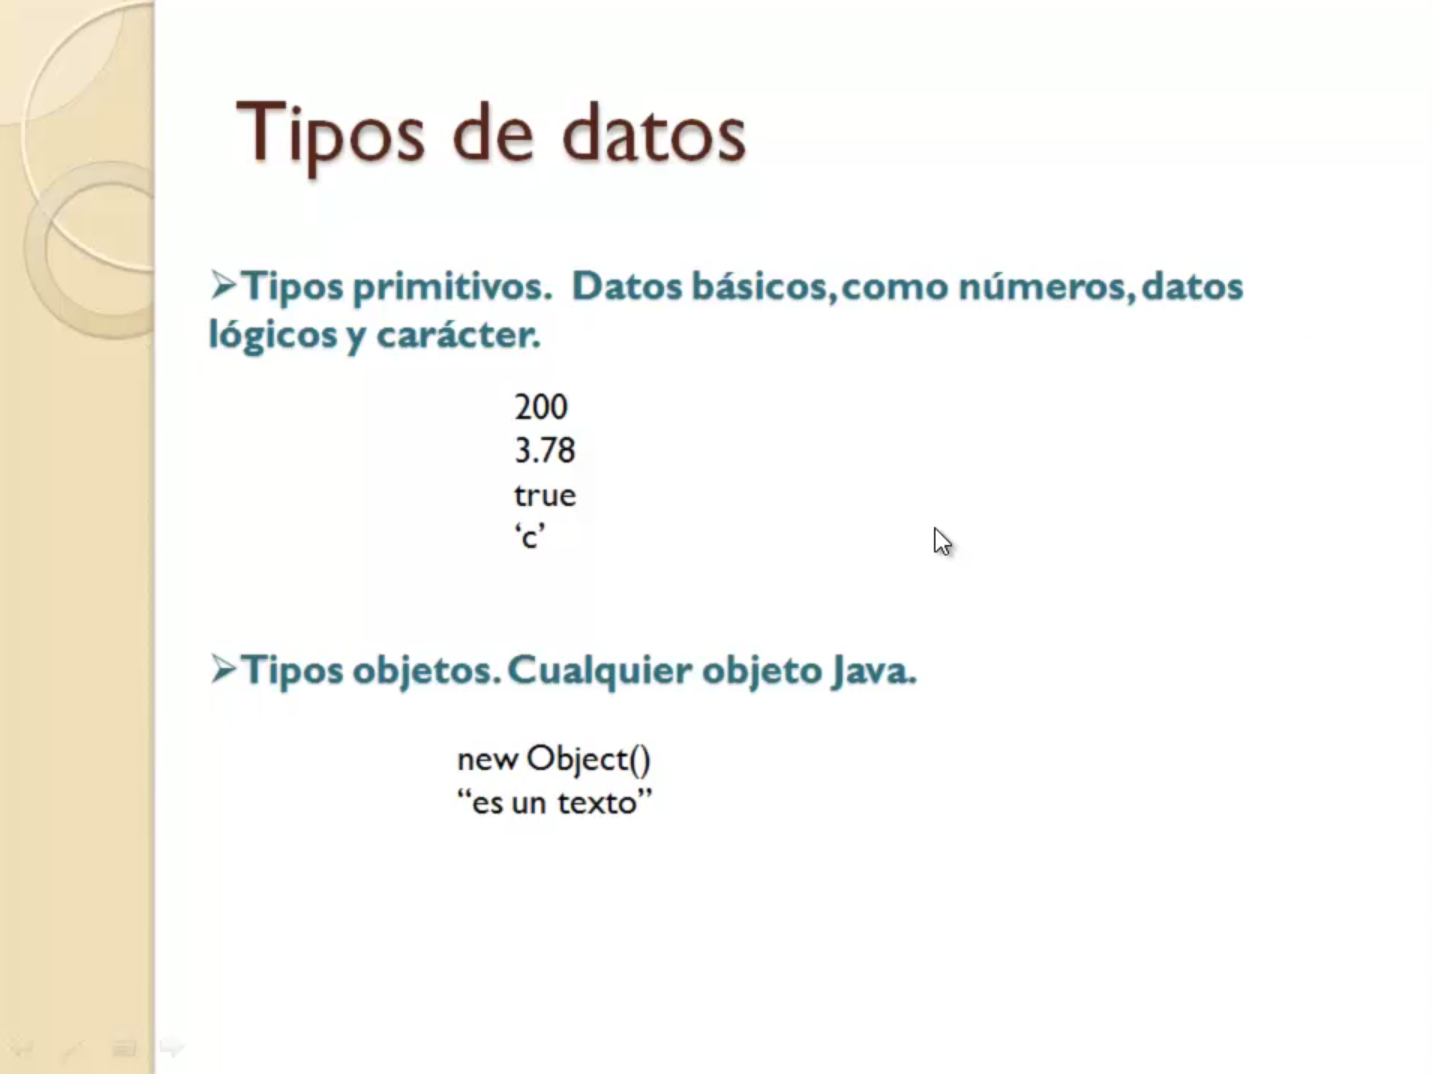 Tipos de datos
➢Tipos primitivos. Datos básicos, como números, datos
lógicos y carácter.
200
3.78
true
‘c’
➢Tipos objetos. Cualquier objeto Java.
new Object()
“es un texto”